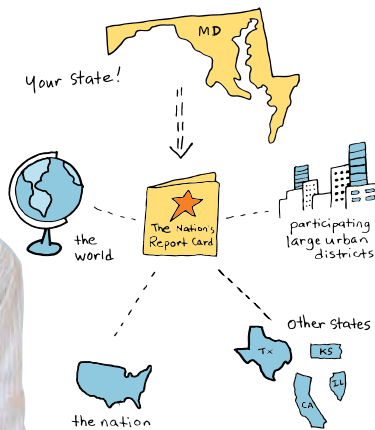 MD
Your state!
The Nation's
Report Card
the
world
participating
large urban
districts
Other States
TX
KS
CA
IL
the nation